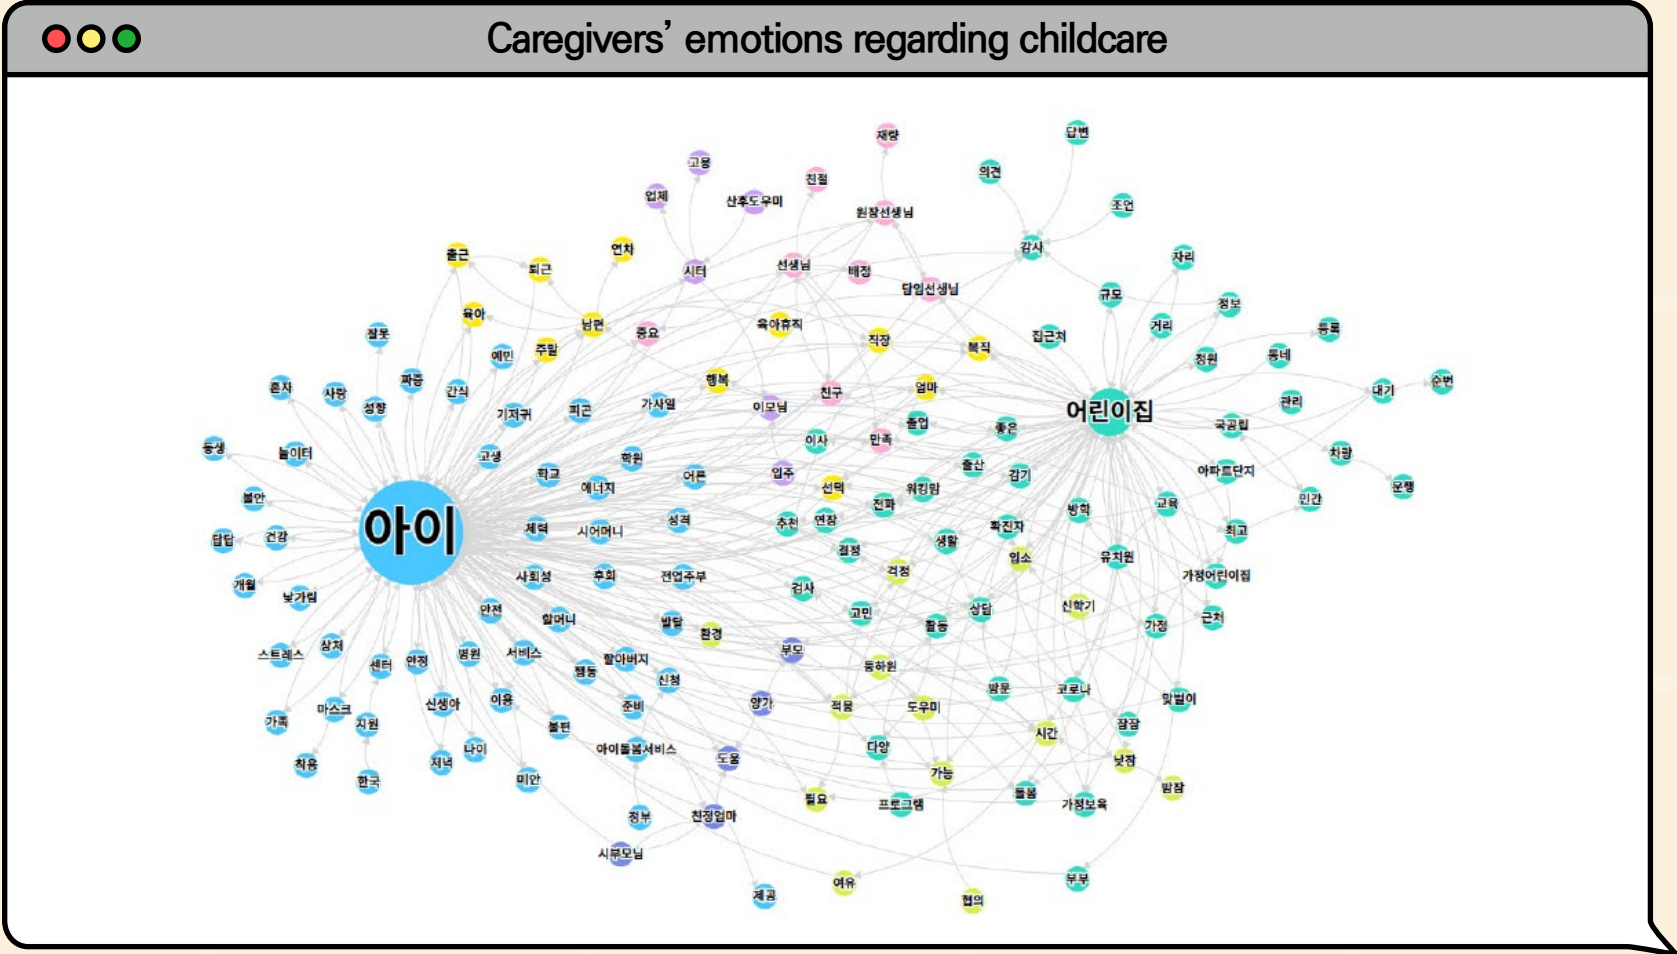 Caregivers’ emotions regarding childcare
재량
답변
고용
의견
친절
업체
산후도우미
조언
원장선생님
감사
연차
출근
자리
선생님
퇴근
시터
배정
담임선생님
규모
정보
육아
남편
육아휴직
거리
등록
잘못
중요
집근처
직장
복직
주말
예민
정원
동네
짜증
행복
순번
혼자
사랑
간식
친구
엄마
대기
성향
기저귀
피곤
가사일
이모님
어린이집
관리
졸업
좋은
국공립
이사
만족
동생
놀이터
고생
학원
차량
학교
어른
입주
출산
감기
아파트단지
에너지
선택
워킹맘
운행
불안
전화
교육
민간
방학
아이
체력
시어머니
성격
추천
연장
확진자
최고
답답
건강
생활
결정
입소
유치원
걱정
사회성
후회
전업주부
가정어린이집
개월
낯가림
검사
안전
할머니
고민
상담
신학기
근처
발달
환경
활동
가정
스트레스
상처
센터
안정
병원
서비스
할아버지
부모
등하원
행동
신청
방문
코로나
맞벌이
신생아
이용
준비
양가
적응
도우미
가족
마스크
지원
불편
잠잠
시간
나이
아이돌봄서비스
다양
도움
낮잠
착용
저녁
가능
한국
미안
밤잠
필요
프로그램
돌봄
가정보육
정부
친정엄마
시부모님
부부
여유
제공
협의